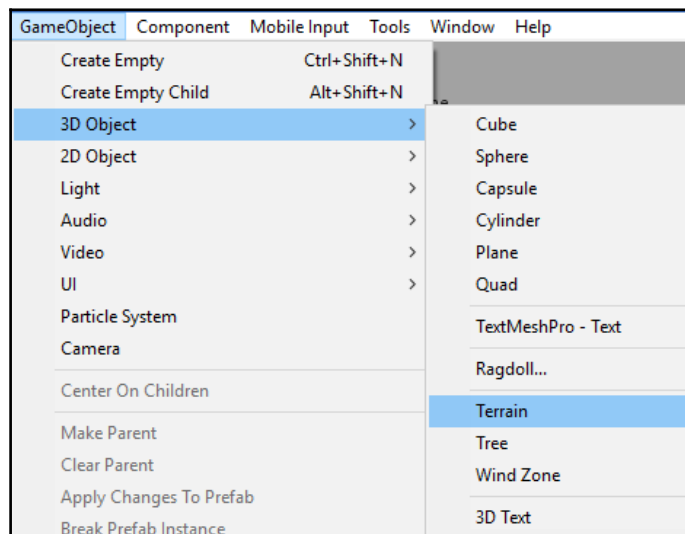 GameObject Component Mobile Input Tools Window Help
Create Empty Ctrl+Shift+N
Create Empty Child Alt+Shift+N
3D Object
2D Object
Light
Audio
Video
UI
Particle System
Camera
Center On Children
Make Parent
Clear Parent
Apply Changes To Prefab
Break Prefab Instance
Cube
Sphere
Capsule
Cylinder
Plane
Quad
TextMeshPro - Text
Ragdoll...
Terrain
Tree
Wind Zone
3D Text